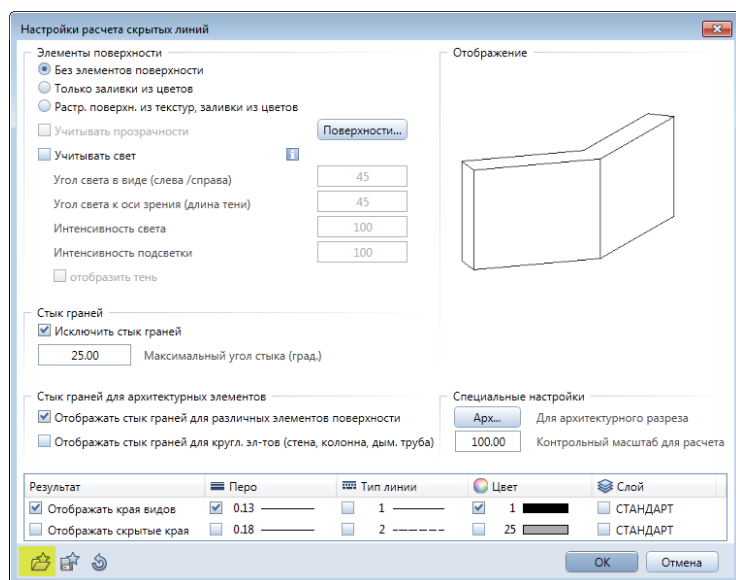 Настройки расчета скрытых линий
Элементы поверхности
Без элементов поверхности
Только заливки из цветов
Растр. поверхн. из текстур, заливки из цветов
Учитывать прозрачности
Поверхности...
Учитывать свет
Угол света в виде (слева /справа)
45
Угол света к оси зрения (длина тени)
45
Интенсивность света
100
Интенсивность подсветки
100
отобразить тень
Отображение
Стык граней
Исключить стык граней
25.00 Максимальный угол стыка (град.)
Стык граней для архитектурных элементов
Отображать стык граней для различных элементов поверхности
Отображать стык граней для кругл. эл-тов (стена, колонна, дым. труба)
Специальные настройки
Арх... Для архитектурного разреза
100.00 Контрольный масштаб для расчета
Результат Перо Тип линии Цвет Слой
Отображать края видов 0.13 1 1 СТАНДАРТ
Отображать скрытые края 0.18 2 25 СТАНДАРТ
OK Отмена